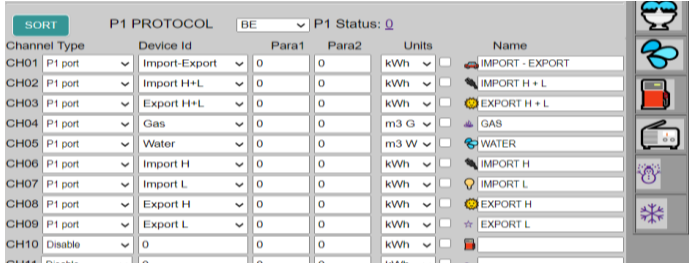 SORT P1 PROTOCOL BE P1 Status: 0
Channel Type Device Id Para1 Para2 Units Name
CH01 P1 port Import-Export 0 0 kWh IMPORT - EXPORT
CH02 P1 port Import H+L 0 0 kWh IMPORT H + L
CH03 P1 port Export H+L 0 0 kWh EXPORT H + L
CH04 P1 port Gas 0 0 m3 G GAS
CH05 P1 port Water 0 0 m3 W WATER
CH06 P1 port Import H 0 0 kWh IMPORT H
CH07 P1 port Import L 0 0 kWh IMPORT L
CH08 P1 port Export H 0 0 kWh EXPORT H
CH09 P1 port Export L 0 0 kWh EXPORT L
CH10 Disable 0 0 0 kWh